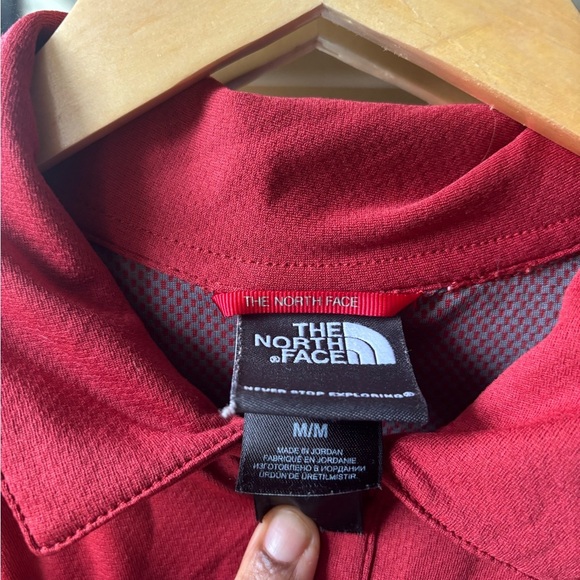 THE NORTH FACE
THE
NORTH
®FACE
NEVER STOP EXPLORING®
M/M
MADE IN JORDAN
FABRIQUÉ EN JORDANIE
ИЗГОТОВЛЕНО В ИОРДАНИИ
ÜRDÜN'DE ÜRETİLMİSTİR